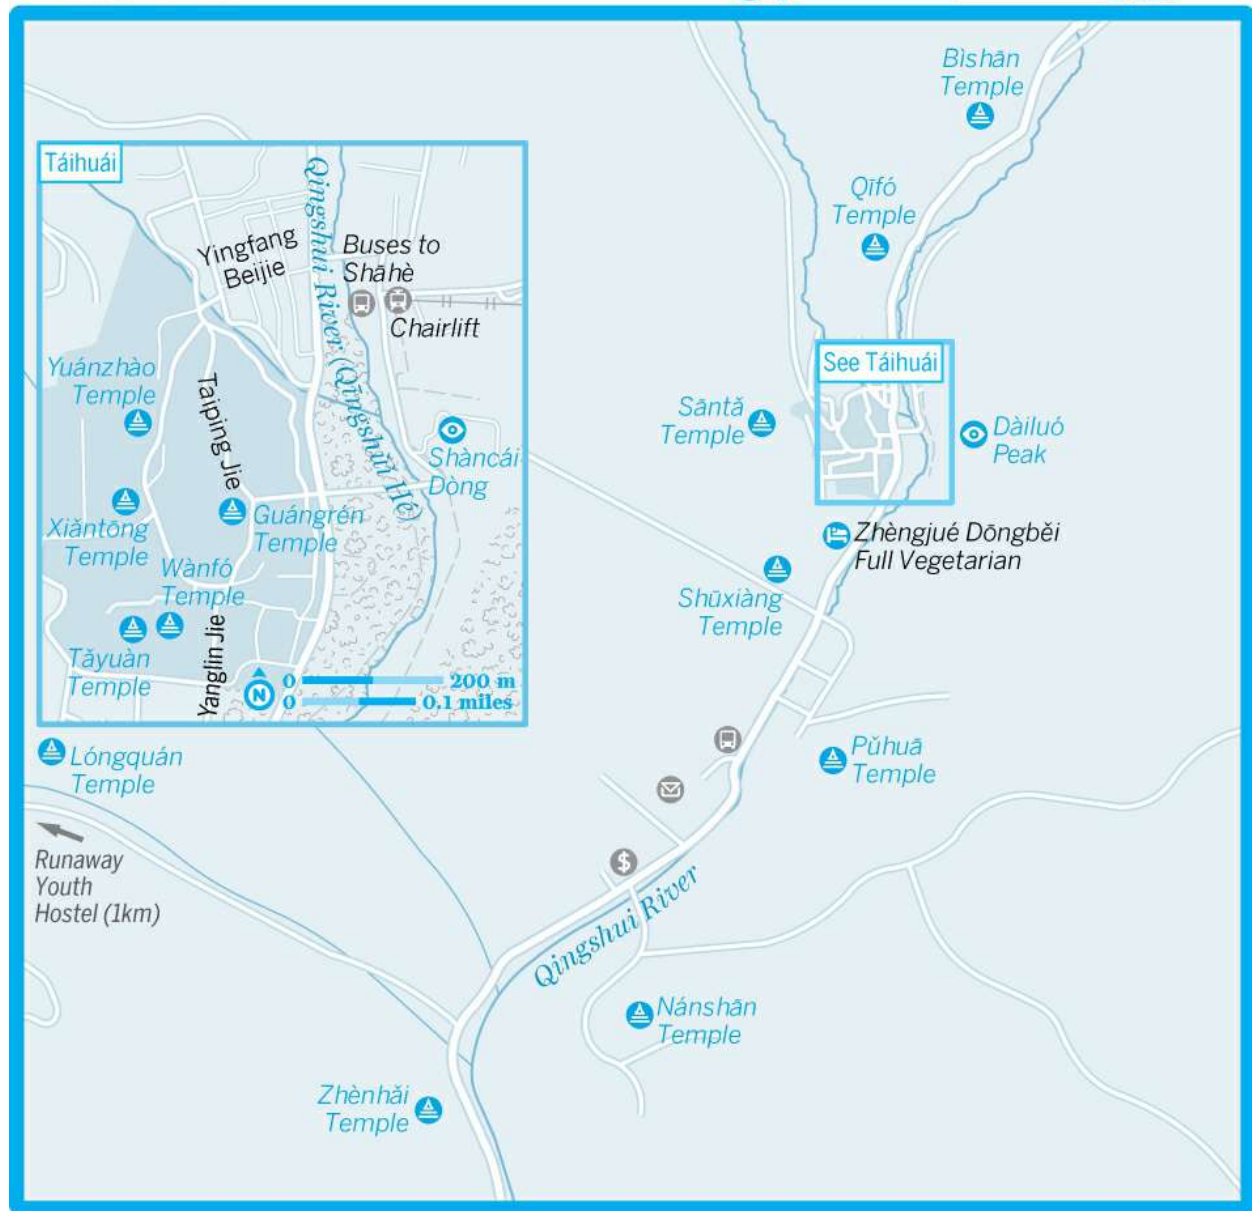 Bìshān
Temple
Qīfó
Temple
See Táihuái
Sāntǎ
Temple
Dàiluó
Peak
Zhèngjué Dōngběi
Full Vegetarian
Shūxiàng
Temple
Pǔhuā
Temple
$
Qingshui River
Nánshān
Temple
Zhènhǎi
Temple
Lóngquán
Temple
Runaway
Youth
Hostel (1km)
Táihuái
Yingfang
Beijie
Qingshui River (Qīngshuǐ Hé)
Buses to
Shāhè
Chairlift
Yuánzhào
Temple
Taiping Jie
Shàncái
Dòng
Xiǎntōng
Temple
Guángrén
Temple
Wànfó
Temple
Tǎyuàn
Temple
Yanglin Jie
N
0 200 m
0 0.1 miles